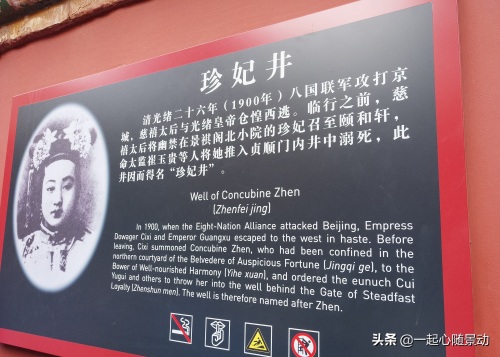 珍妃井
清光绪二十六年（1900年）八国联军攻打京
城，慈禧太后与光绪皇帝仓惶西逃。临行之前，慈
禧太后将幽禁在景祺阁北小院的珍妃召至颐和轩，
命太监崔玉贵等人将她推入贞顺门内井中溺死，此
井因而得名“珍妃井”。
Well of Concubine Zhen
(Zhenfei jing)
In 1900, when the Eight-Nation Alliance attacked Beijing, Empress
Dowager Cixi and Emperor Guangxu escaped to the west in haste. Before
leaving, Cixi summoned Concubine Zhen, who had been confined in the
northern courtyard of the Belvedere of Auspicious Fortune (Jingqi ge), to the
Bower of Well-nourished Harmony (Yihe xuan), and ordered the eunuch Cui
Yugui and others to throw her into the well behind the Gate of Steadfast
Loyalty (Zhenshun men). The well is therefore named after Zhen.
头条 @一起心随景动